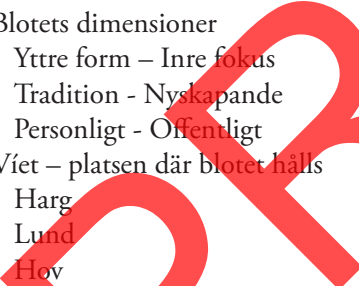 Blotets dimensioner
Yttre form – Inre fokus
Tradition - Nyskapande
Personligt - Offentligt
Víet – platsen där blotet hålls
Harg
Lund
Hov